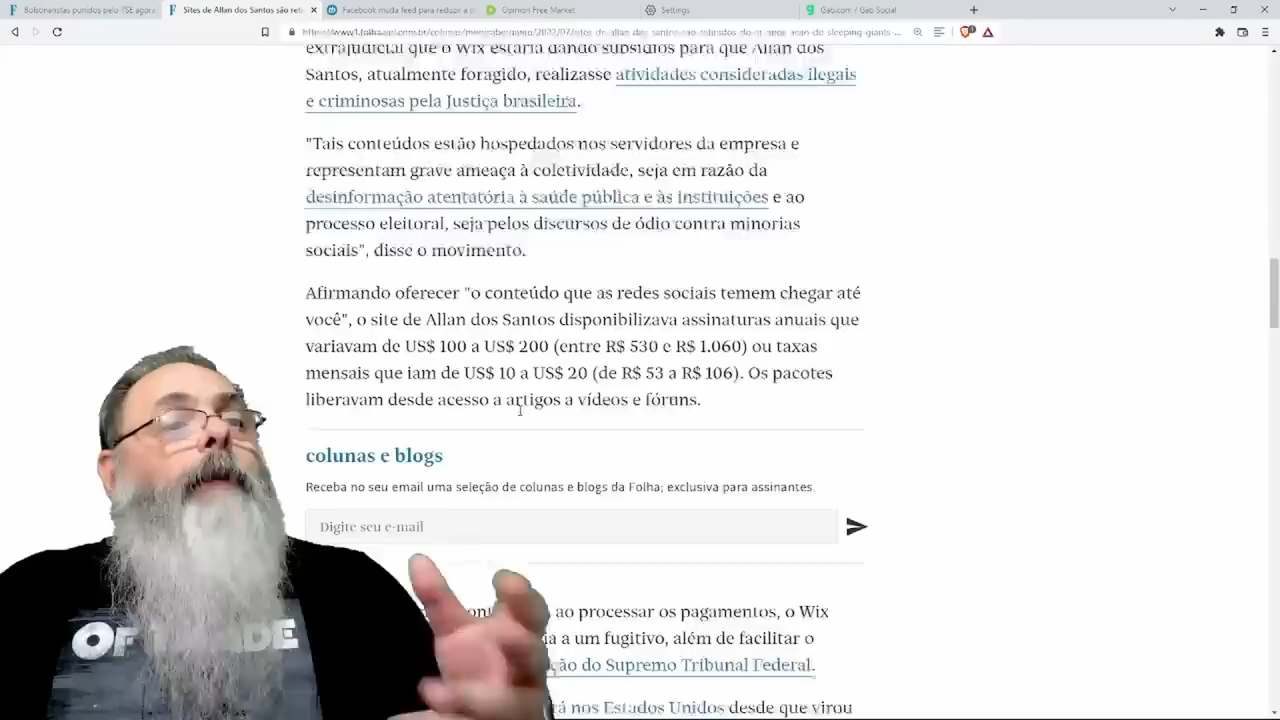 Bolsonaristas punidos pelo TSE agora
Sites de Allan dos Santos são reti
Facebook muda feed para reduzir a p
Opinion Free Market
Settings
Gab.com / Gab Social
extrajudicial que o Wix estaria dando subsídios para que Allan dos
Santos, atualmente foragido, realizasse atividades consideradas ilegais
e criminosas pela Justiça brasileira.
"Tais conteúdos estão hospedados nos servidores da empresa e
representam grave ameaça à coletividade, seja em razão da
desinformação atentatória à saúde pública e às instituições e ao
processo eleitoral, seja pelos discursos de ódio contra minorias
sociais", disse o movimento.
Afirmando oferecer "o conteúdo que as redes sociais temem chegar até
você", o site de Allan dos Santos disponibilizava assinaturas anuais que
variavam de US$ 100 a US$ 200 (entre R$ 530 e R$ 1.060) ou taxas
mensais que iam de US$ 10 a US$ 20 (de R$ 53 a R$ 106). Os pacotes
liberavam desde acesso a artigos a vídeos e fóruns.
colunas e blogs
Receba no seu email uma seleção de colunas e blogs da Folha; exclusiva para assinantes.
Digite seu e-mail
ao processar os pagamentos, o Wix
a a um fugitivo, além de facilitar o
ção do Supremo Tribunal Federal.
tá nos Estados Unidos desde que virou